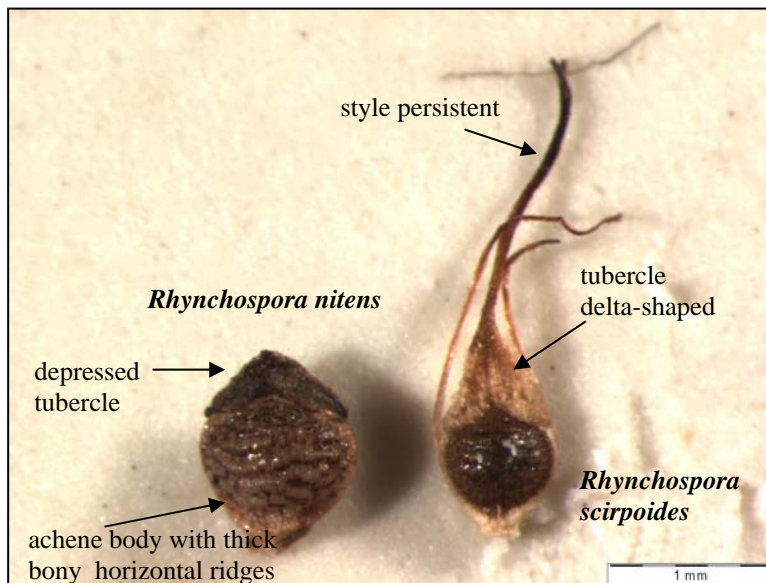 style persistent
Rhynchospora nitens
tubercle
delta-shaped
depressed
tubercle
Rhynchospora
scirpoides
achene body with thick
bony horizontal ridges
1 mm